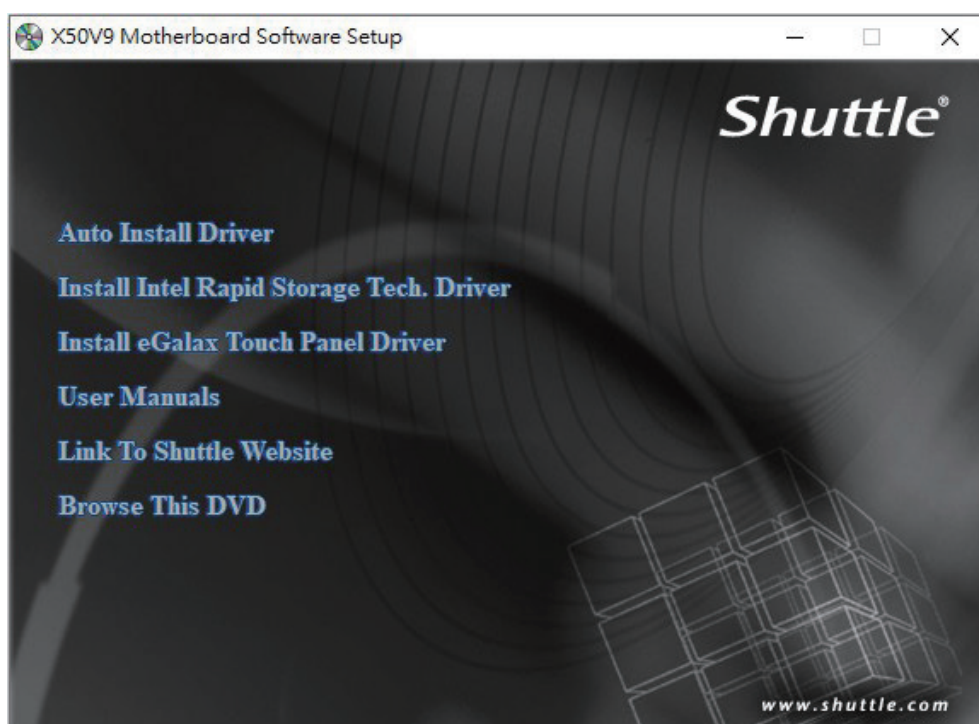 X50V9 Motherboard Software Setup
Shuttle®
Auto Install Driver
Install Intel Rapid Storage Tech. Driver
Install eGalax Touch Panel Driver
User Manuals
Link To Shuttle Website
Browse This DVD
www.shuttle.com